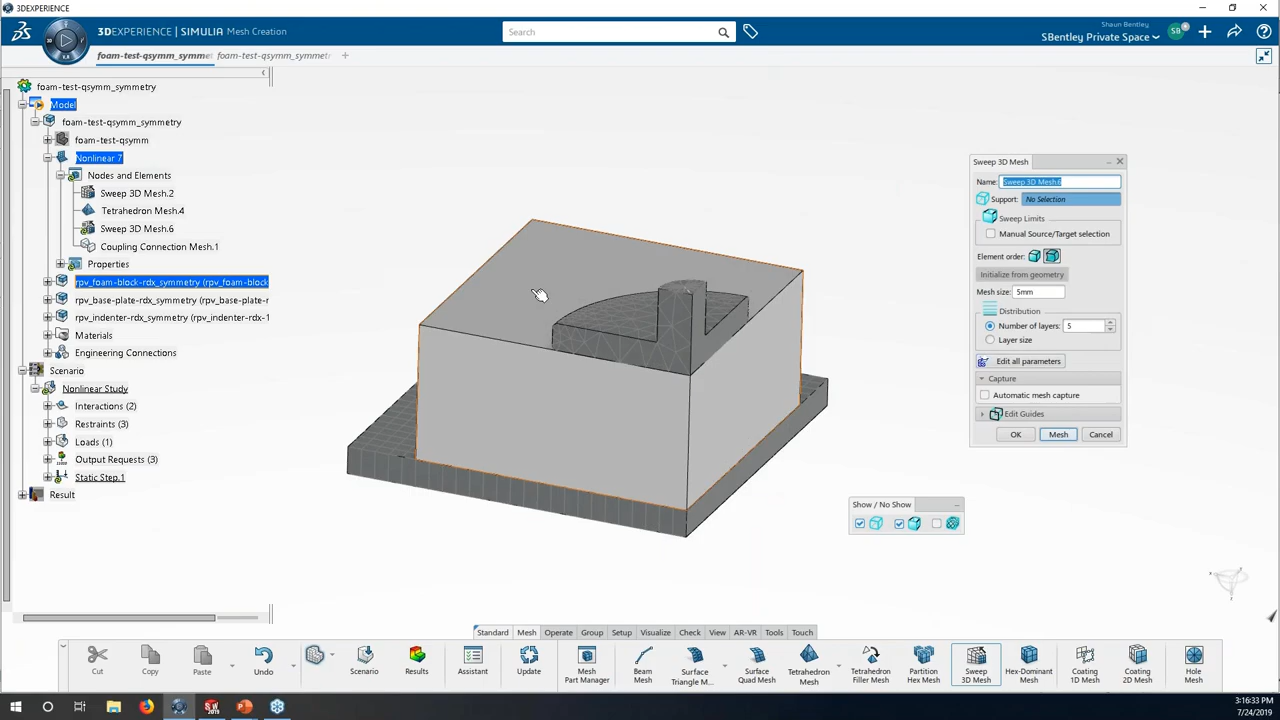 3DEXPERIENCE
3DEXPERIENCE | SIMULIA Mesh Creation
Search
Shaun Bentley
SBentley Private Space
SB
foam-test-qsymm_symme
foam-test-qsymm_symmetr
foam-test-qsymm_symmetry
Model
foam-test-qsymm_symmetry
foam-test-qsymm
Nonlinear 7
Nodes and Elements
Sweep 3D Mesh.2
Tetrahedron Mesh.4
Sweep 3D Mesh.6
Coupling Connection Mesh.1
Properties
rpv_foam-block-rdx_symmetry (rpv_foam-block
rpv_base-plate-rdx_symmetry (rpv_base-plate-r
rpv_indenter-rdx_symmetry (rpv_indenter-rdx-1
Materials
Engineering Connections
Scenario
Nonlinear Study
Interactions (2)
Restraints (3)
Loads (1)
Output Requests (3)
Static Step.1
Result
Sweep 3D Mesh
Name: Sweep 3D Mesh.6
Support: No Selection
Sweep Limits
Manual Source/Target selection
Element order:
Initialize from geometry
Mesh size: 5mm
Distribution
Number of layers: 5
Layer size
Edit all parameters
Capture
Automatic mesh capture
Edit Guides
OK
Mesh
Cancel
Show / No Show
Standard
Mesh
Operate
Group
Setup
Visualize
Check
View
AR-VR
Tools
Touch
Cut
Copy
Paste
Undo
Scenario
Results
Assistant
Update
Mesh Part Manager
Beam Mesh
Surface Triangle M...
Surface Quad Mesh
Tetrahedron Mesh
Tetrahedron Filler Mesh
Partition Hex Mesh
Sweep 3D Mesh
Hex-Dominant Mesh
Coating 1D Mesh
Coating 2D Mesh
Hole Mesh
3:16:33 PM
7/24/2019